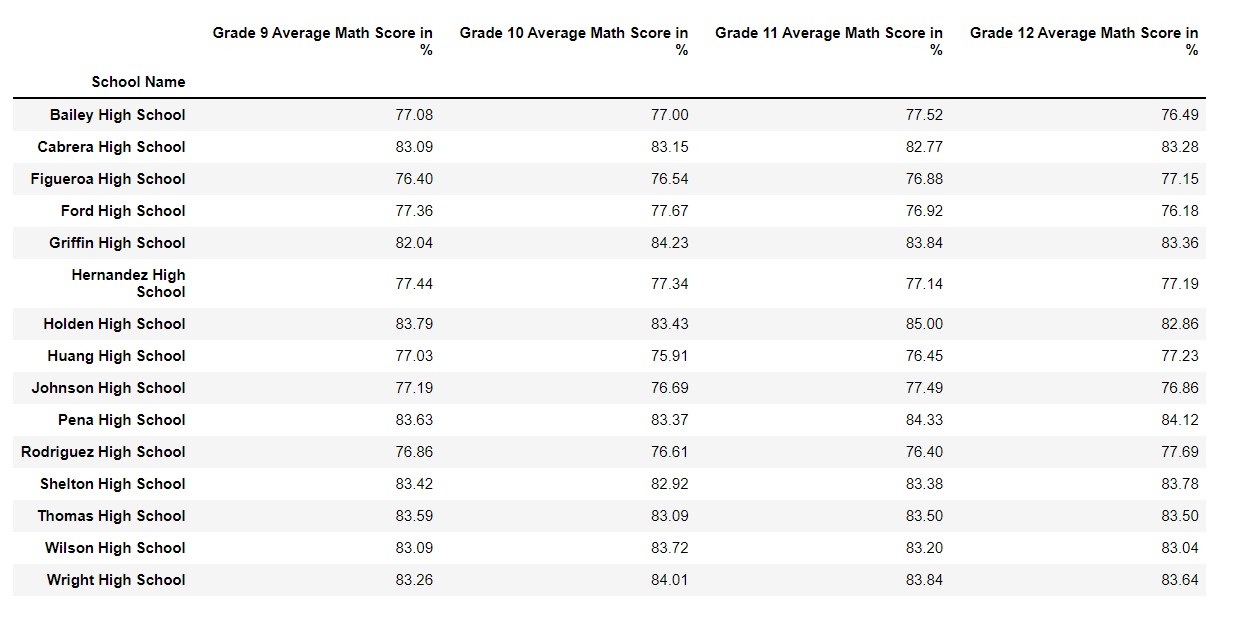 Grade 9 Average Math Score in % Grade 10 Average Math Score in % Grade 11 Average Math Score in % Grade 12 Average Math Score in %
School Name
Bailey High School 77.08 77.00 77.52 76.49
Cabrera High School 83.09 83.15 82.77 83.28
Figueroa High School 76.40 76.54 76.88 77.15
Ford High School 77.36 77.67 76.92 76.18
Griffin High School 82.04 84.23 83.84 83.36
Hernandez High School 77.44 77.34 77.14 77.19
Holden High School 83.79 83.43 85.00 82.86
Huang High School 77.03 75.91 76.45 77.23
Johnson High School 77.19 76.69 77.49 76.86
Pena High School 83.63 83.37 84.33 84.12
Rodriguez High School 76.86 76.61 76.40 77.69
Shelton High School 83.42 82.92 83.38 83.78
Thomas High School 83.59 83.09 83.50 83.50
Wilson High School 83.09 83.72 83.20 83.04
Wright High School 83.26 84.01 83.84 83.64